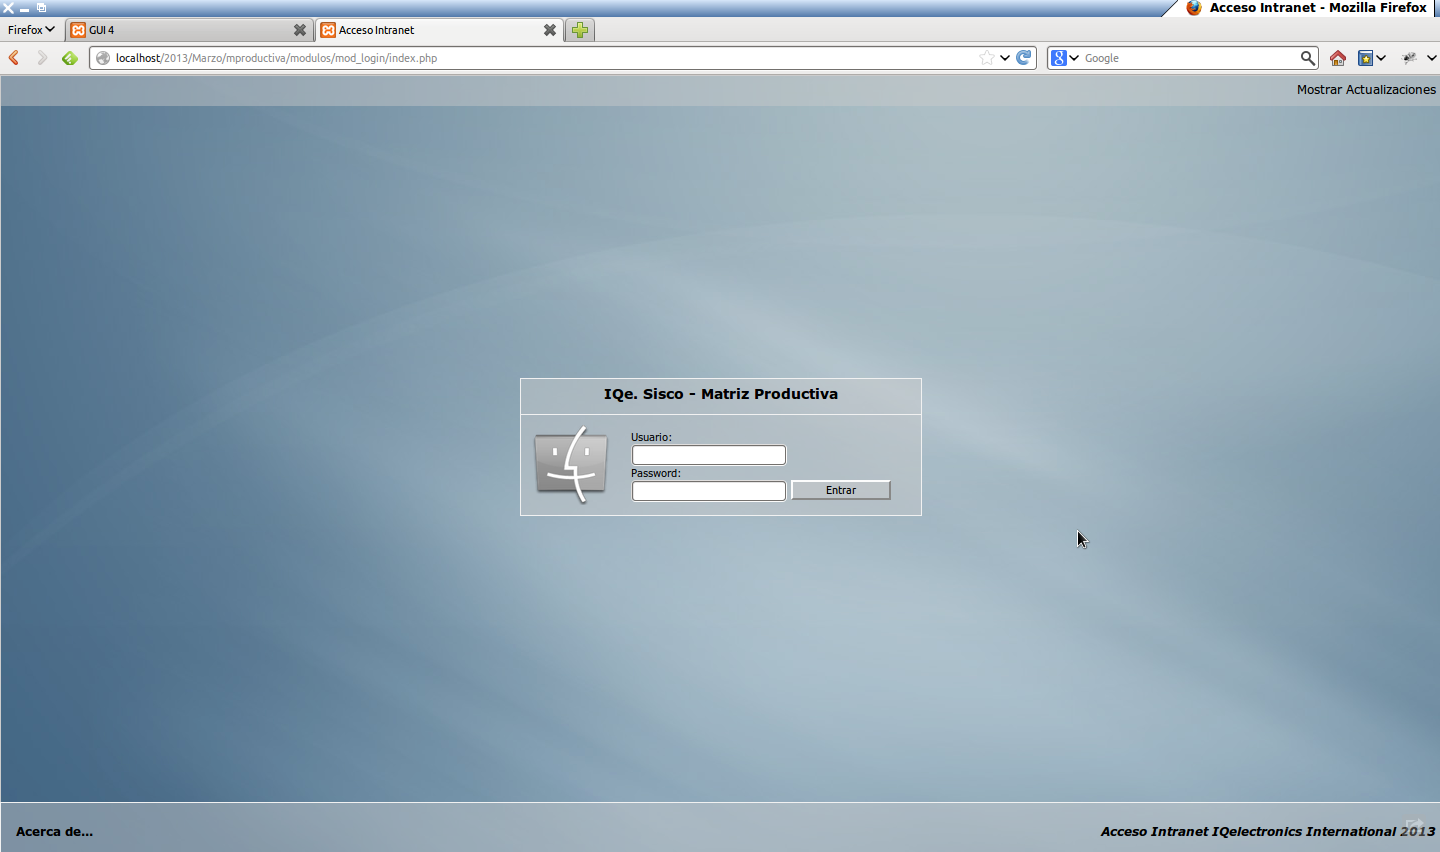 Acceso Intranet - Mozilla Firefox
Firefox
GUI 4
Acceso Intranet
localhost/2013/Marzo/mproductiva/modulos/mod_login/index.php
Google
Mostrar Actualizaciones
IQe. Sisco - Matriz Productiva
Usuario:
Password:
Entrar
Acerca de...
Acceso Intranet IQelectronics International 2013